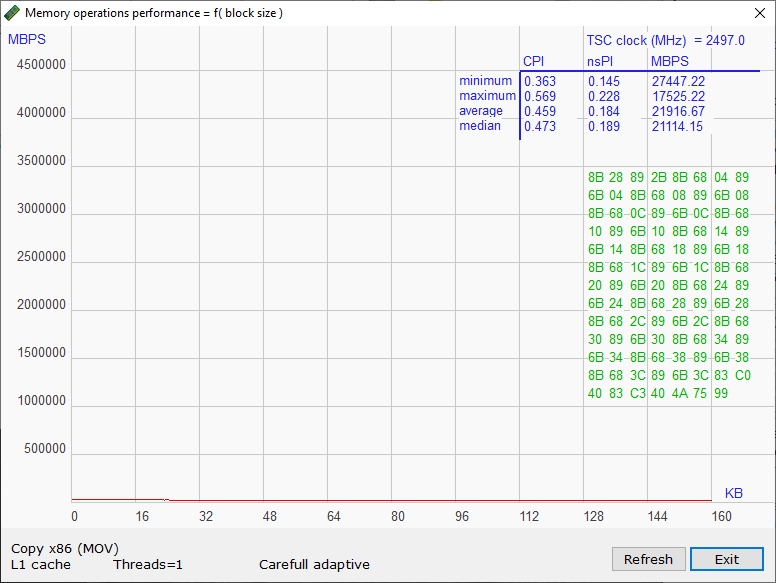 Memory operations performance = f( block size )
MBPS
TSC clock (MHz) = 2497.0
CPI nsPI MBPS
minimum 0.363 0.145 27447.22
maximum 0.569 0.228 17525.22
average 0.459 0.184 21916.67
median 0.473 0.189 21114.15
4500000
4000000
3500000
3000000
2500000
2000000
1500000
1000000
500000
8B 28 89 2B 8B 68 04 89
6B 04 8B 68 08 89 6B 08
8B 68 0C 89 6B 0C 8B 68
10 89 6B 10 8B 68 14 89
6B 14 8B 68 18 89 6B 18
8B 68 1C 89 6B 1C 8B 68
20 89 6B 20 8B 68 24 89
6B 24 8B 68 28 89 6B 28
8B 68 2C 89 6B 2C 8B 68
30 89 6B 30 8B 68 34 89
6B 34 8B 68 38 89 6B 38
8B 68 3C 89 6B 3C 83 C0
40 83 C3 40 4A 75 99
KB
0 16 32 48 64 80 96 112 128 144 160
Copy x86 (MOV)
L1 cache Threads=1 Carefull adaptive
Refresh Exit